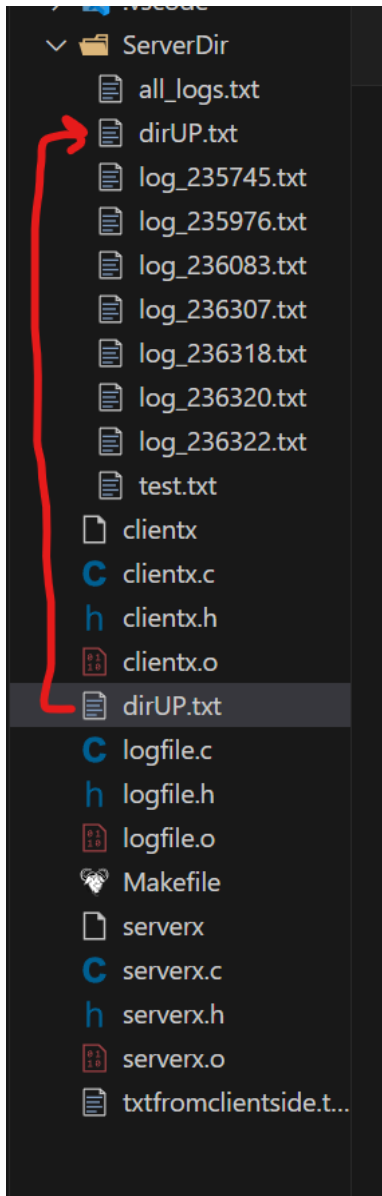 .vscode
ServerDir
all_logs.txt
dirUP.txt
log_235745.txt
log_235976.txt
log_236083.txt
log_236307.txt
log_236318.txt
log_236320.txt
log_236322.txt
test.txt
clientx
C clientx.c
h clientx.h
clientx.o
dirUP.txt
C logfile.c
h logfile.h
logfile.o
Makefile
serverx
C serverx.c
h serverx.h
serverx.o
txtfromclientside.t...